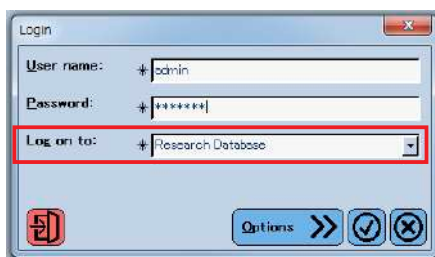 Login
User name:
* admin
Password:
* *******
Log on to:
* Research Database
Options